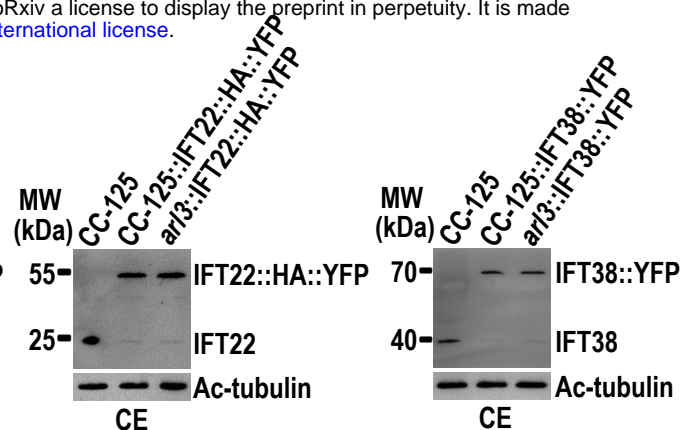 oRxiv a license to display the preprint in perpetuity. It is made
ternational license.
MW
(kDa)
CC-125
CC-125::IFT22::HA::YFP
arl3::IFT22::HA::YFP
55
IFT22::HA::YFP
25
IFT22
Ac-tubulin
CE
MW
(kDa)
CC-125
CC-125::IFT38::YFP
arl3::IFT38::YFP
70
IFT38::YFP
40
IFT38
Ac-tubulin
CE